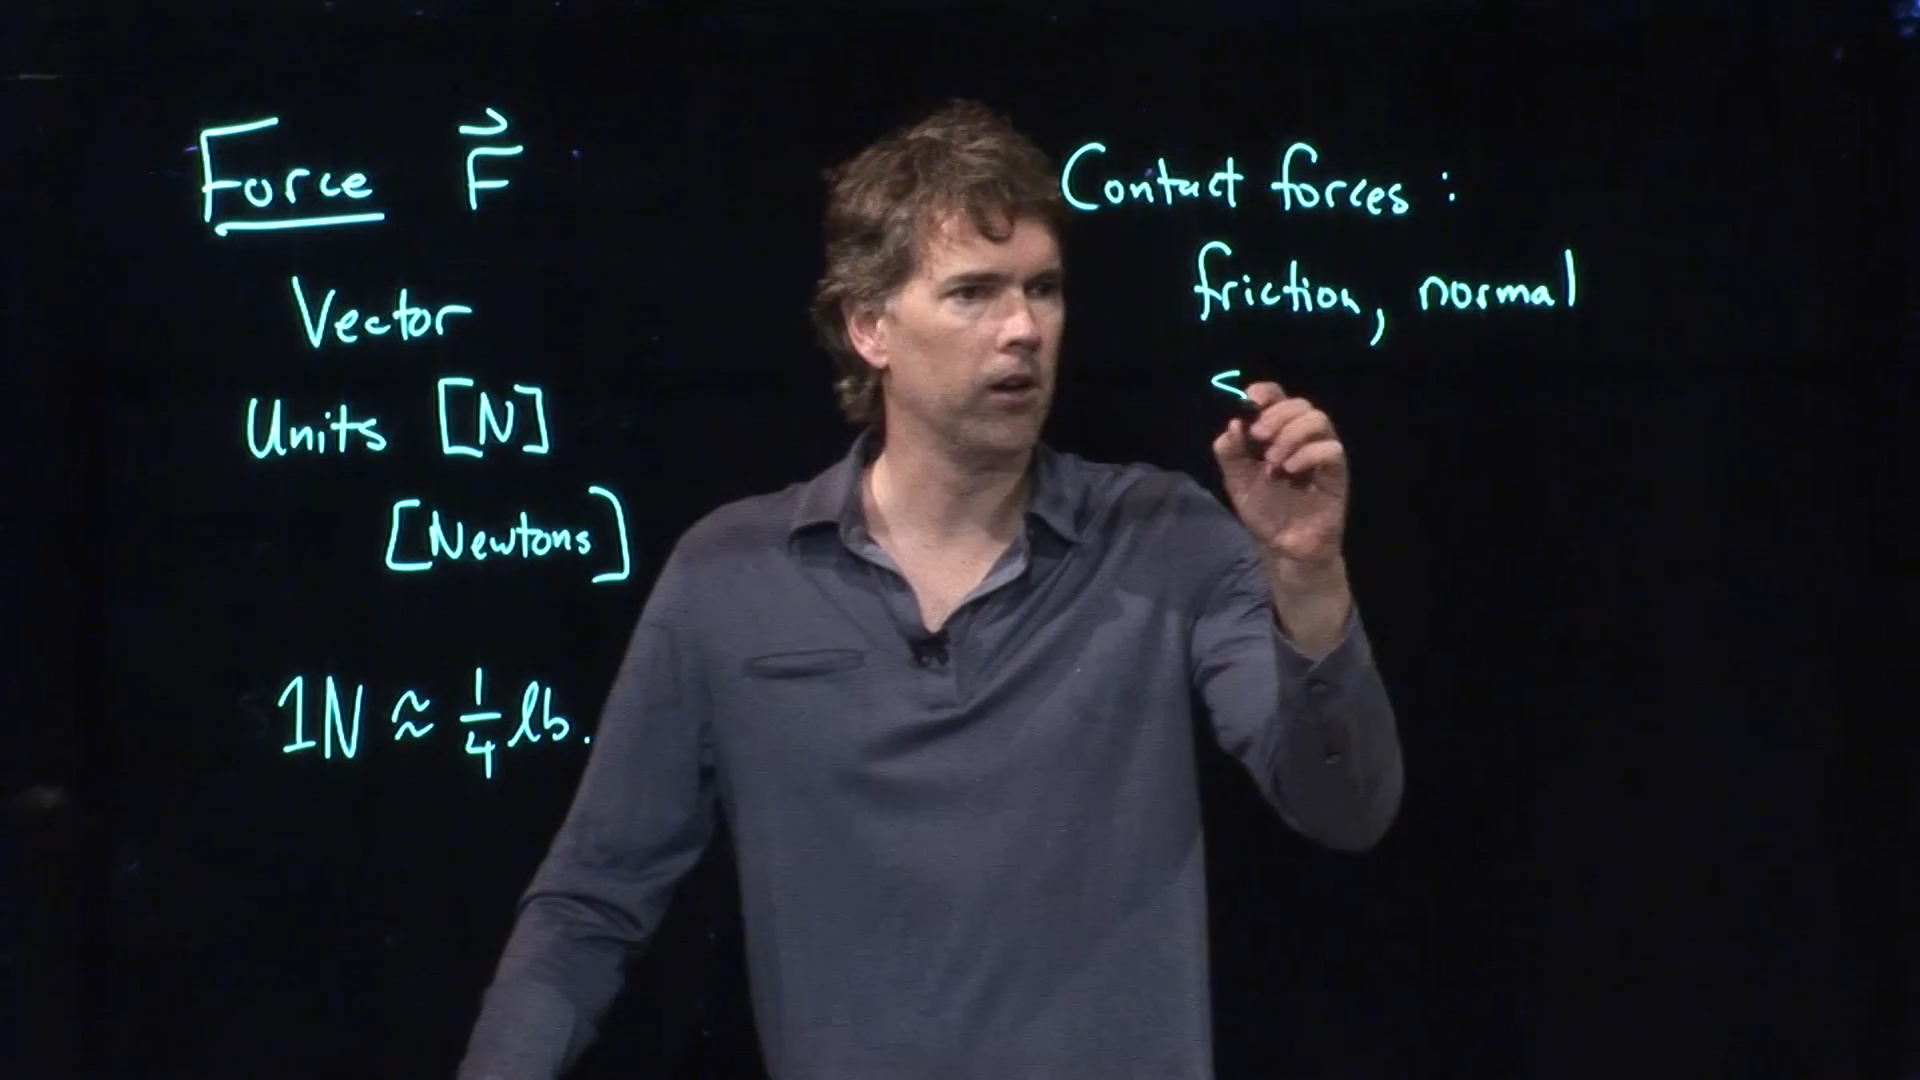 Force F⃗
Vector
Units [N]
[Newtons]
1N ≈ 1/4 lb.
Contact forces :
friction, normal